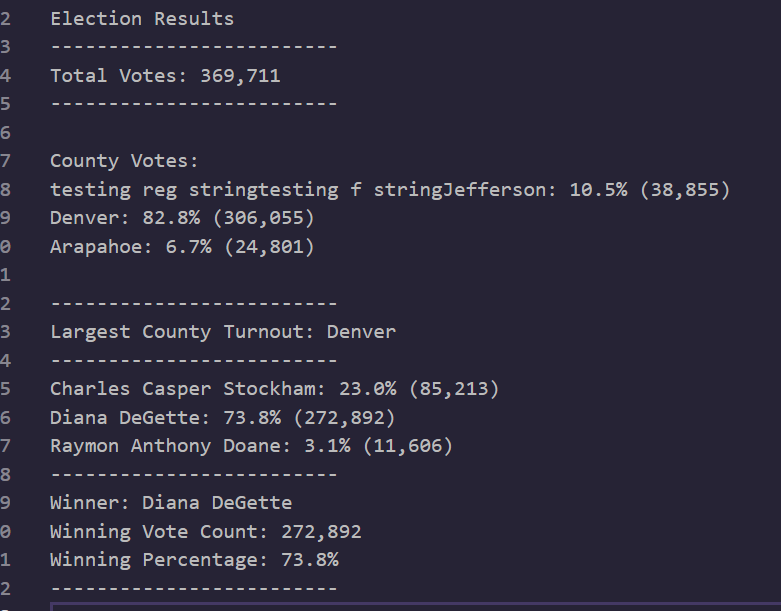 2 Election Results
3 -------------------------
4 Total Votes: 369,711
5 -------------------------
6
7 County Votes:
8 testing reg stringtesting f stringJefferson: 10.5% (38,855)
9 Denver: 82.8% (306,055)
0 Arapahoe: 6.7% (24,801)
1
2 -------------------------
3 Largest County Turnout: Denver
4 -------------------------
5 Charles Casper Stockham: 23.0% (85,213)
6 Diana DeGette: 73.8% (272,892)
7 Raymon Anthony Doane: 3.1% (11,606)
8 -------------------------
9 Winner: Diana DeGette
0 Winning Vote Count: 272,892
1 Winning Percentage: 73.8%
2 -------------------------